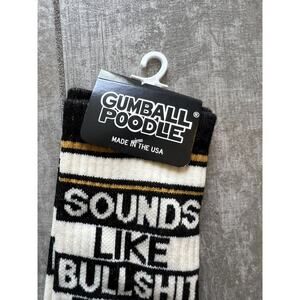 GUMBALL
POODLE®
MADE IN THE USA
SOUNDS
LIKE
BULLSHIT